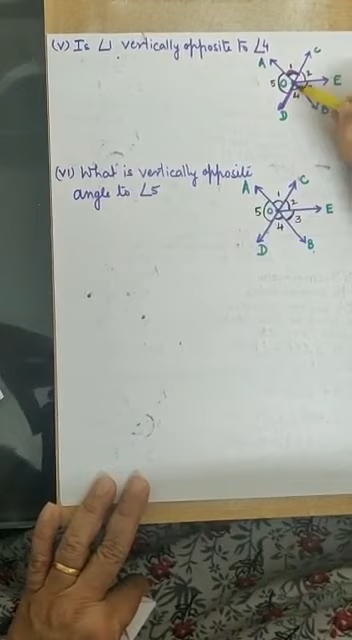 (V) Is ∠1 vertically opposite to ∠4
A
C
1
2
E
5
O
4
D
B
(VI) What is vertically opposite
angle to ∠5
A
C
1
2
5
O
E
3
4
D
B